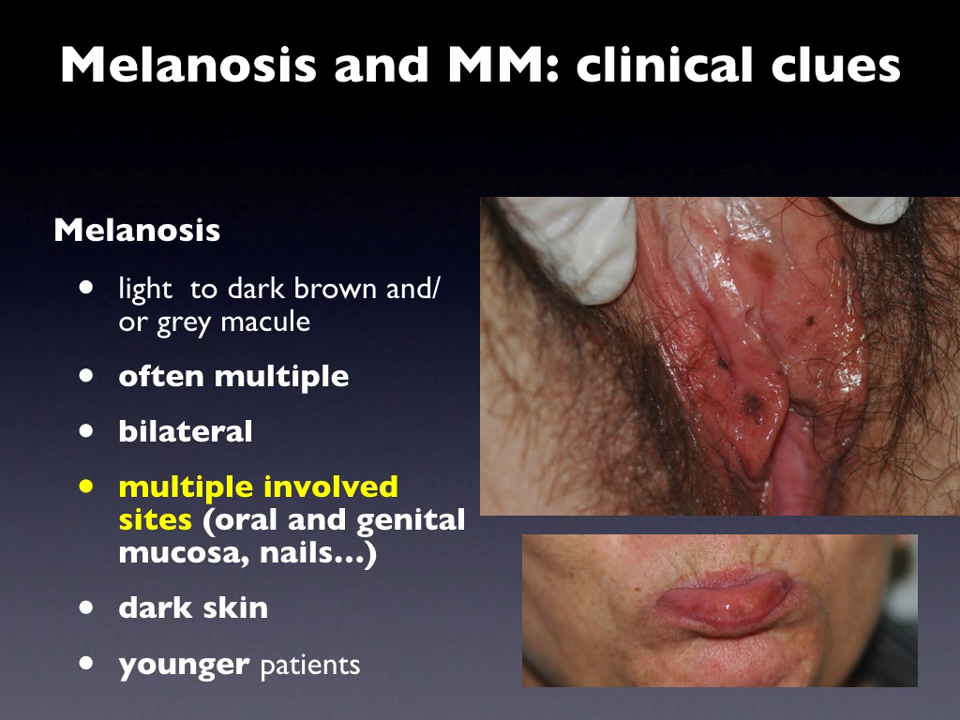 Melanosis and MM: clinical clues
Melanosis
• light to dark brown and/
or grey macule
• often multiple
• bilateral
• multiple involved
sites (oral and genital
mucosa, nails...)
• dark skin
• younger patients